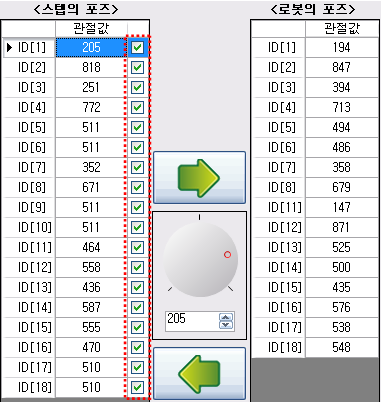 <스텝의 포즈>
관절값
ID[1] 205
ID[2] 818
ID[3] 251
ID[4] 772
ID[5] 511
ID[6] 511
ID[7] 352
ID[8] 671
ID[9] 511
ID[10] 511
ID[11] 464
ID[12] 558
ID[13] 436
ID[14] 587
ID[15] 555
ID[16] 470
ID[17] 510
ID[18] 510
205
<로봇의 포즈>
관절값
ID[1] 194
ID[2] 847
ID[3] 394
ID[4] 713
ID[5] 494
ID[6] 486
ID[7] 358
ID[8] 679
ID[11] 147
ID[12] 871
ID[13] 525
ID[14] 500
ID[15] 435
ID[16] 576
ID[17] 538
ID[18] 548